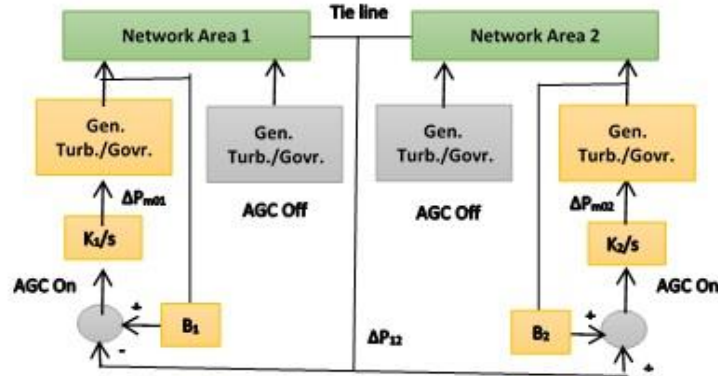 Tie line
Network Area 1
Network Area 2
Gen.
Turb./Govr.
Gen.
Turb./Govr.
Gen.
Turb./Govr.
Gen.
Turb./Govr.
ΔPm01
AGC Off
AGC Off
ΔPm02
K1/s
K2/s
AGC On
AGC On
+
B1
-
ΔP12
B2
+
+